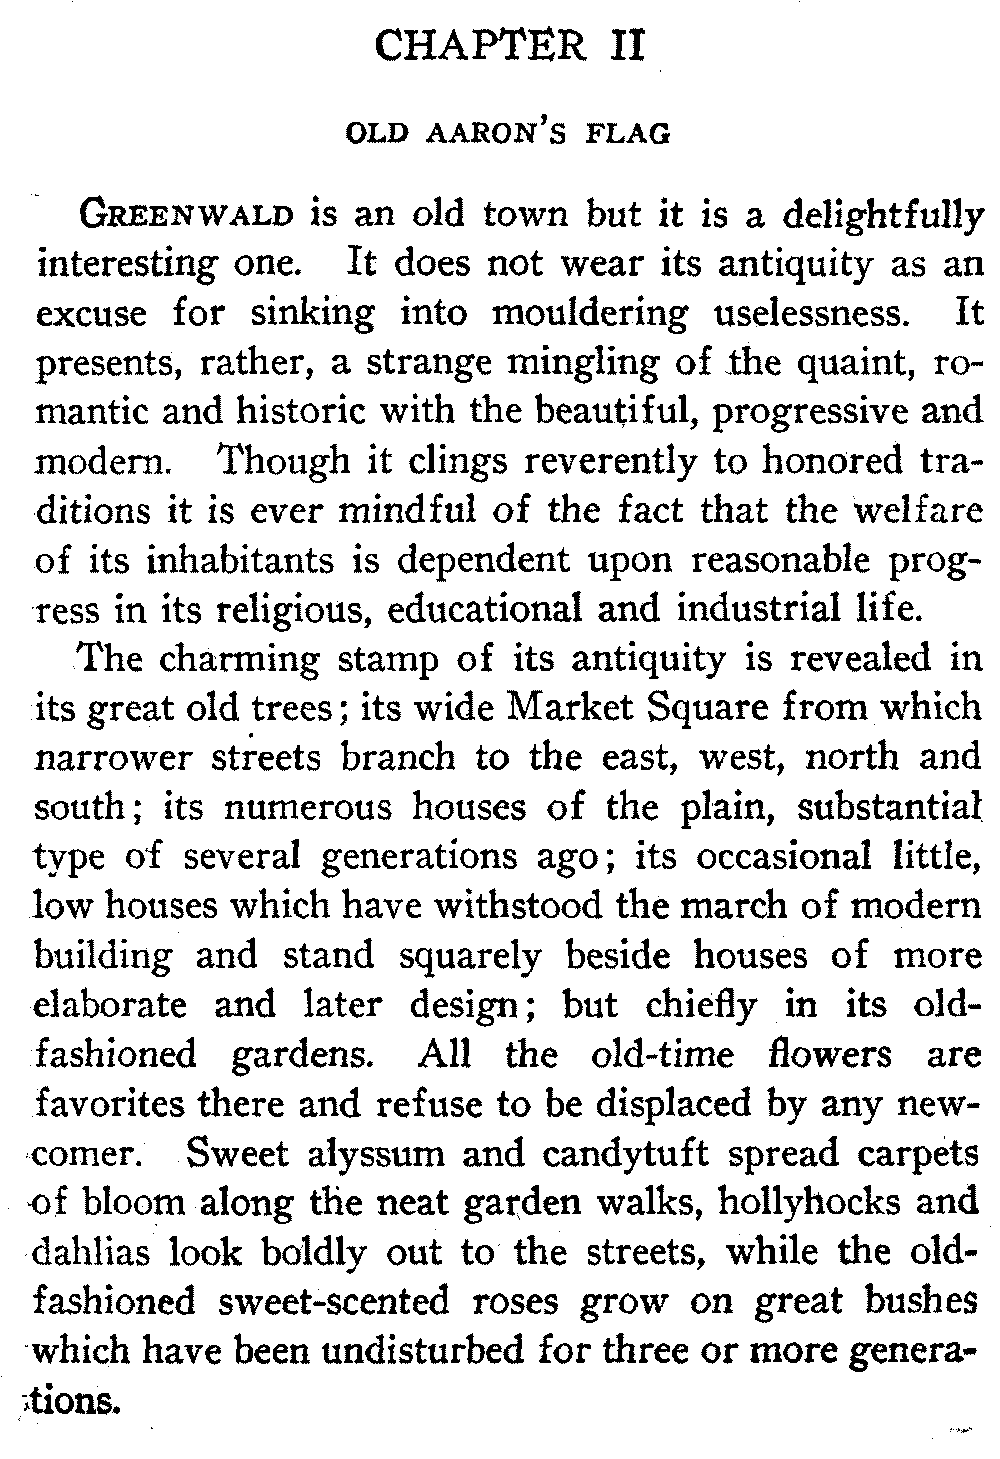 CHAPTER II
OLD AARON'S FLAG
GREENWALD is an old town but it is a delightfully
interesting one. It does not wear its antiquity as an
excuse for sinking into mouldering uselessness. It
presents, rather, a strange mingling of the quaint, ro-
mantic and historic with the beautiful, progressive and
modern. Though it clings reverently to honored tra-
ditions it is ever mindful of the fact that the welfare
of its inhabitants is dependent upon reasonable prog-
ress in its religious, educational and industrial life.
The charming stamp of its antiquity is revealed in
its great old trees; its wide Market Square from which
narrower streets branch to the east, west, north and
south; its numerous houses of the plain, substantial
type of several generations ago; its occasional little,
low houses which have withstood the march of modern
building and stand squarely beside houses of more
elaborate and later design; but chiefly in its old-
fashioned gardens. All the old-time flowers are
favorites there and refuse to be displaced by any new-
comer. Sweet alyssum and candytuft spread carpets
of bloom along the neat garden walks, hollyhocks and
dahlias look boldly out to the streets, while the old-
fashioned sweet-scented roses grow on great bushes
which have been undisturbed for three or more genera-
tions.